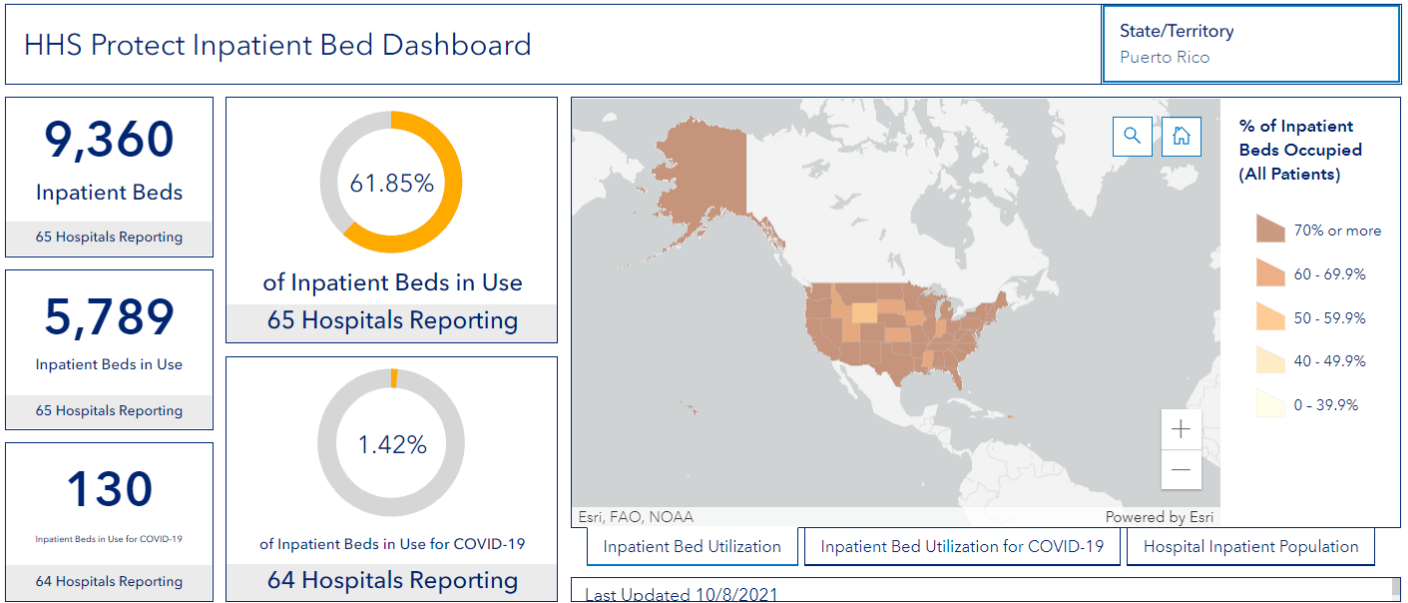 HHS Protect Inpatient Bed Dashboard
State/Territory
Puerto Rico
9,360
Inpatient Beds
65 Hospitals Reporting
5,789
Inpatient Beds in Use
65 Hospitals Reporting
130
Inpatient Beds in Use for COVID-19
64 Hospitals Reporting
61.85%
of Inpatient Beds in Use
65 Hospitals Reporting
1.42%
of Inpatient Beds in Use for COVID-19
64 Hospitals Reporting
% of Inpatient
Beds Occupied
(All Patients)
70% or more
60 - 69.9%
50 - 59.9%
40 - 49.9%
0 - 39.9%
Esri, FAO, NOAA
Powered by Esri
Inpatient Bed Utilization
Inpatient Bed Utilization for COVID-19
Hospital Inpatient Population
Last Updated 10/8/2021